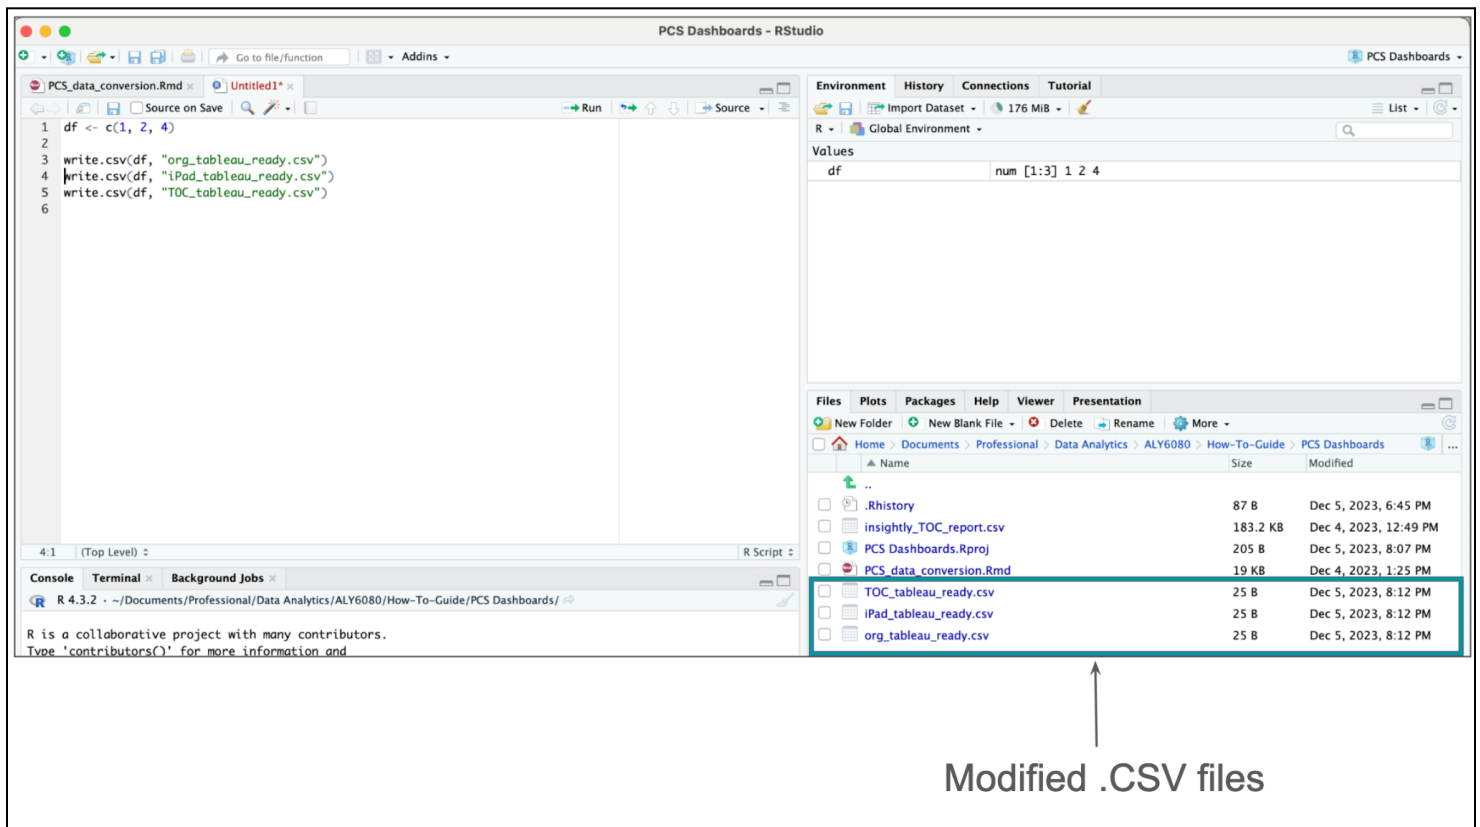 PCS Dashboards - RStudio
Go to file/function
Addins
PCS Dashboards
PCS_data_conversion.Rmd
Untitled1*
Source on Save
Run
Source
1 df <- c(1, 2, 4)
2
3 write.csv(df, "org_tableau_ready.csv")
4 write.csv(df, "iPad_tableau_ready.csv")
5 write.csv(df, "TOC_tableau_ready.csv")
6
4:1 (Top Level) R Script
Console Terminal Background Jobs
R 4.3.2 · ~/Documents/Professional/Data Analytics/ALY6080/How-To-Guide/PCS Dashboards/
R is a collaborative project with many contributors.
Type 'contributors()' for more information and
Environment History Connections Tutorial
Import Dataset 176 MiB List
R Global Environment
Values
df num [1:3] 1 2 4
Files Plots Packages Help Viewer Presentation
New Folder New Blank File Delete Rename More
Home Documents Professional Data Analytics ALY6080 How-To-Guide PCS Dashboards ...
Name Size Modified
..
.Rhistory 87 B Dec 5, 2023, 6:45 PM
insightly_TOC_report.csv 183.2 KB Dec 4, 2023, 12:49 PM
PCS Dashboards.Rproj 205 B Dec 5, 2023, 8:07 PM
PCS_data_conversion.Rmd 19 KB Dec 4, 2023, 1:25 PM
TOC_tableau_ready.csv 25 B Dec 5, 2023, 8:12 PM
iPad_tableau_ready.csv 25 B Dec 5, 2023, 8:12 PM
org_tableau_ready.csv 25 B Dec 5, 2023, 8:12 PM
Modified .CSV files